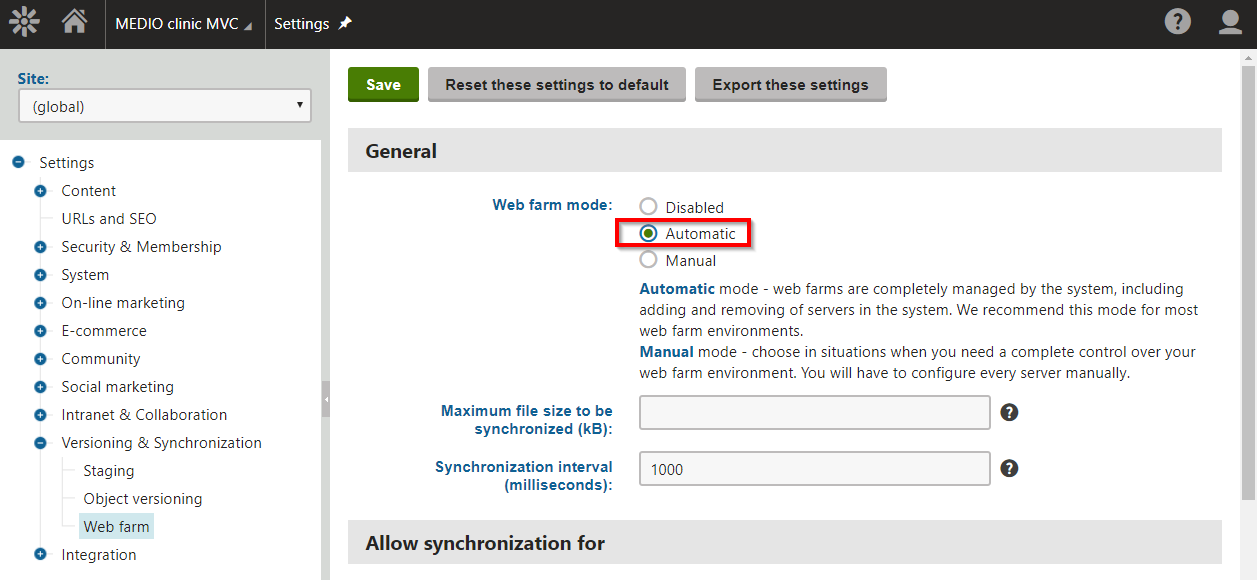 MEDIO clinic MVC
Settings
Site:
(global)
Settings
Content
URLs and SEO
Security & Membership
System
On-line marketing
E-commerce
Community
Social marketing
Intranet & Collaboration
Versioning & Synchronization
Staging
Object versioning
Web farm
Integration
Save
Reset these settings to default
Export these settings
General
Web farm mode:
Disabled
Automatic
Manual
Automatic mode - web farms are completely managed by the system, including
adding and removing of servers in the system. We recommend this mode for most
web farm environments.
Manual mode - choose in situations when you need a complete control over your
web farm environment. You will have to configure every server manually.
Maximum file size to be
synchronized (kB):
Synchronization interval
(milliseconds):
1000
Allow synchronization for